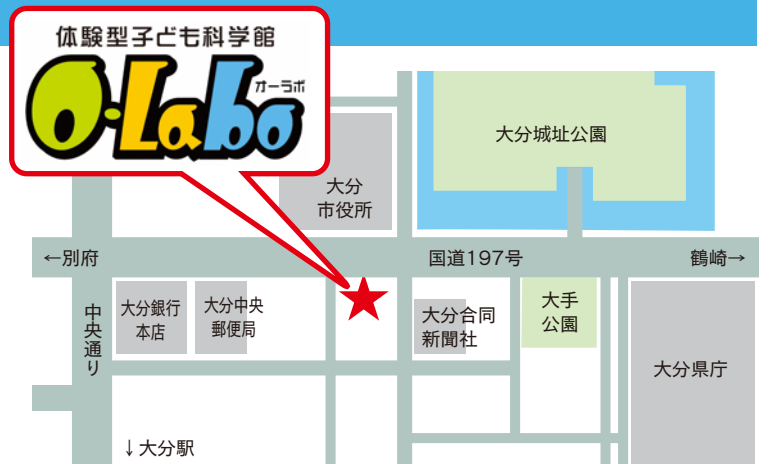 体験型子ども科学館
オーラボ
O-Labo
大分城址公園
大分
市役所
←別府
国道197号
鶴崎→
中央通り
大分銀行
本店
大分中央
郵便局
大分合同
新聞社
大手
公園
大分県庁
↓大分駅